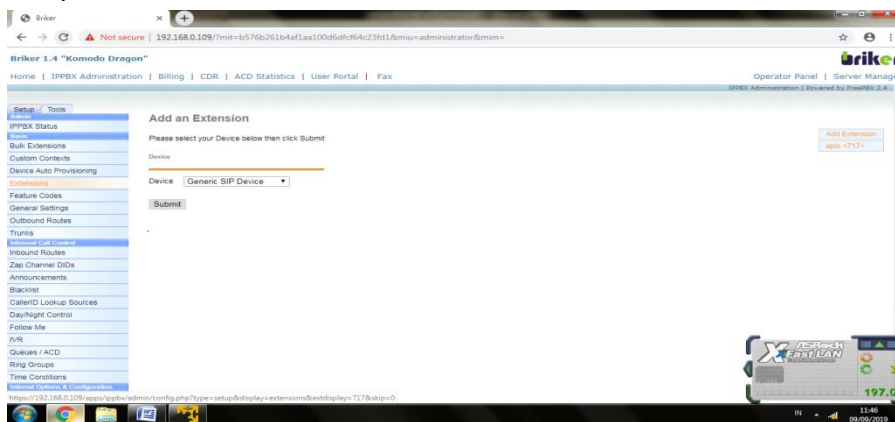 Briker
Not secure | 192.168.0.109/?mit=b576b261b4af1aa100d6dfcf64c23fd1&miu=administrator&mim=
Briker 1.4 "Komodo Dragon"
briker
Home | IPPBX Administration | Billing | CDR | ACD Statistics | User Portal | Fax
Operator Panel | Server Manage
IPPBX Administration | Powered by FreePBX 2.4
Setup Tools
Admin
IPPBX Status
Basic
Bulk Extensions
Custom Contexts
Device Auto Provisioning
Extensions
Feature Codes
General Settings
Outbound Routes
Trunks
Inbound Call Control
Inbound Routes
Zap Channel DIDs
Announcements
Blacklist
CallerID Lookup Sources
Day/Night Control
Follow Me
IVR
Queues / ACD
Ring Groups
Time Conditions
Internal Options & Configuration
Add an Extension
Please select your Device below then click Submit
Device
Device Generic SIP Device
Submit
Add Extension
apis <717>
https://192.168.0.109/apps/ippbx/admin/config.php?type=setup&display=extensions&extdisplay=717&skip=0
ASRock
XFast LAN
197.0
IN
11:46
09/09/2019